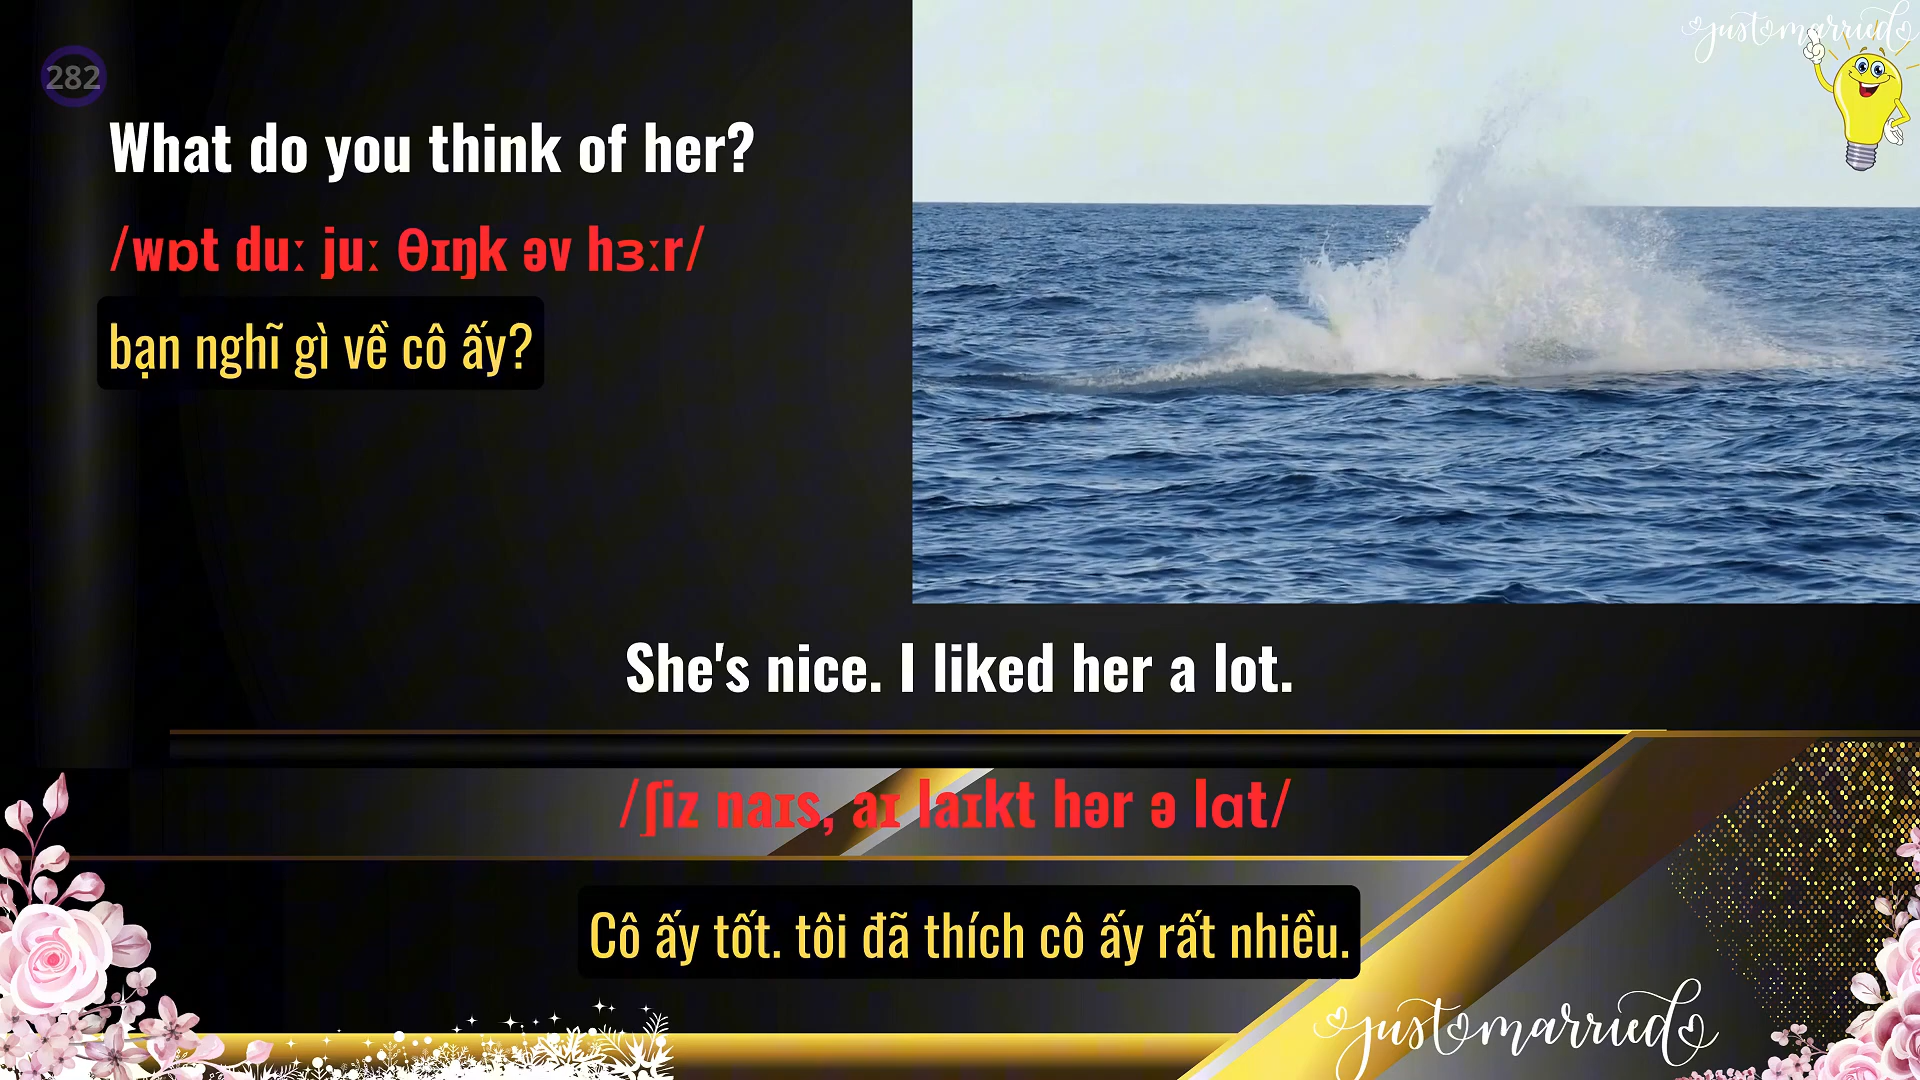 justmarried
282
What do you think of her?
/wɒt duː juː θɪŋk əv hɜːr/
bạn nghĩ gì về cô ấy?
She's nice. I liked her a lot.
/ʃiz naɪs, aɪ laɪkt hər ə lɑt/
Cô ấy tốt. tôi đã thích cô ấy rất nhiều.
justmarried